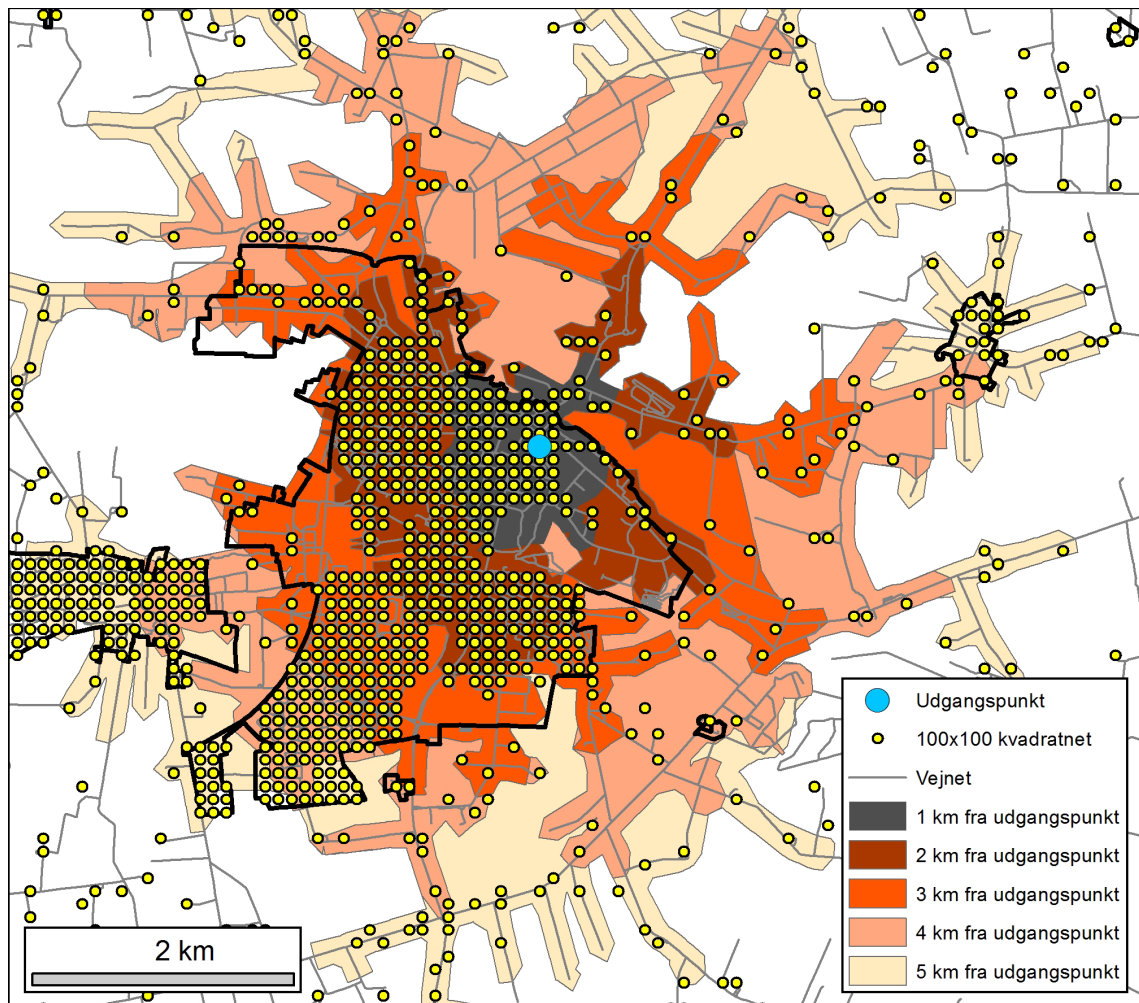 Udgangspunkt
100x100 kvadratnet
Vejnet
1 km fra udgangspunkt
2 km fra udgangspunkt
3 km fra udgangspunkt
4 km fra udgangspunkt
5 km fra udgangspunkt
2 km